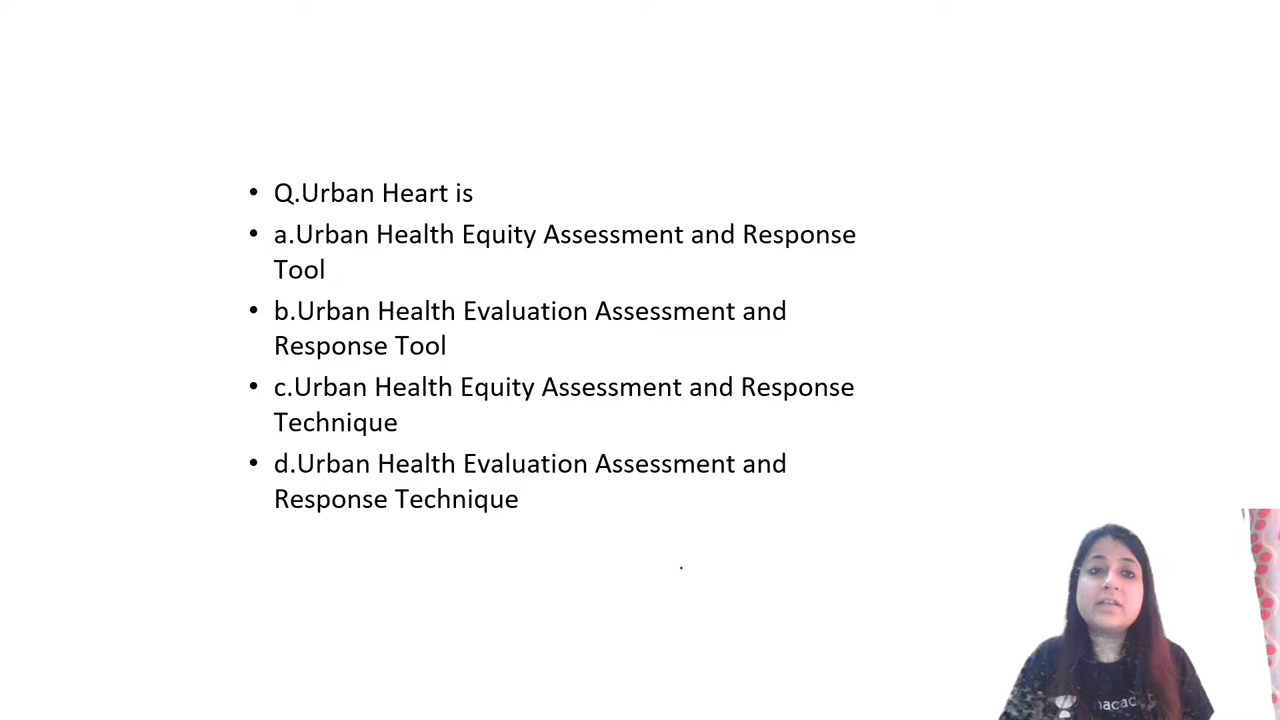 • Q.Urban Heart is
• a.Urban Health Equity Assessment and Response
Tool
• b.Urban Health Evaluation Assessment and
Response Tool
• c.Urban Health Equity Assessment and Response
Technique
• d.Urban Health Evaluation Assessment and
Response Technique